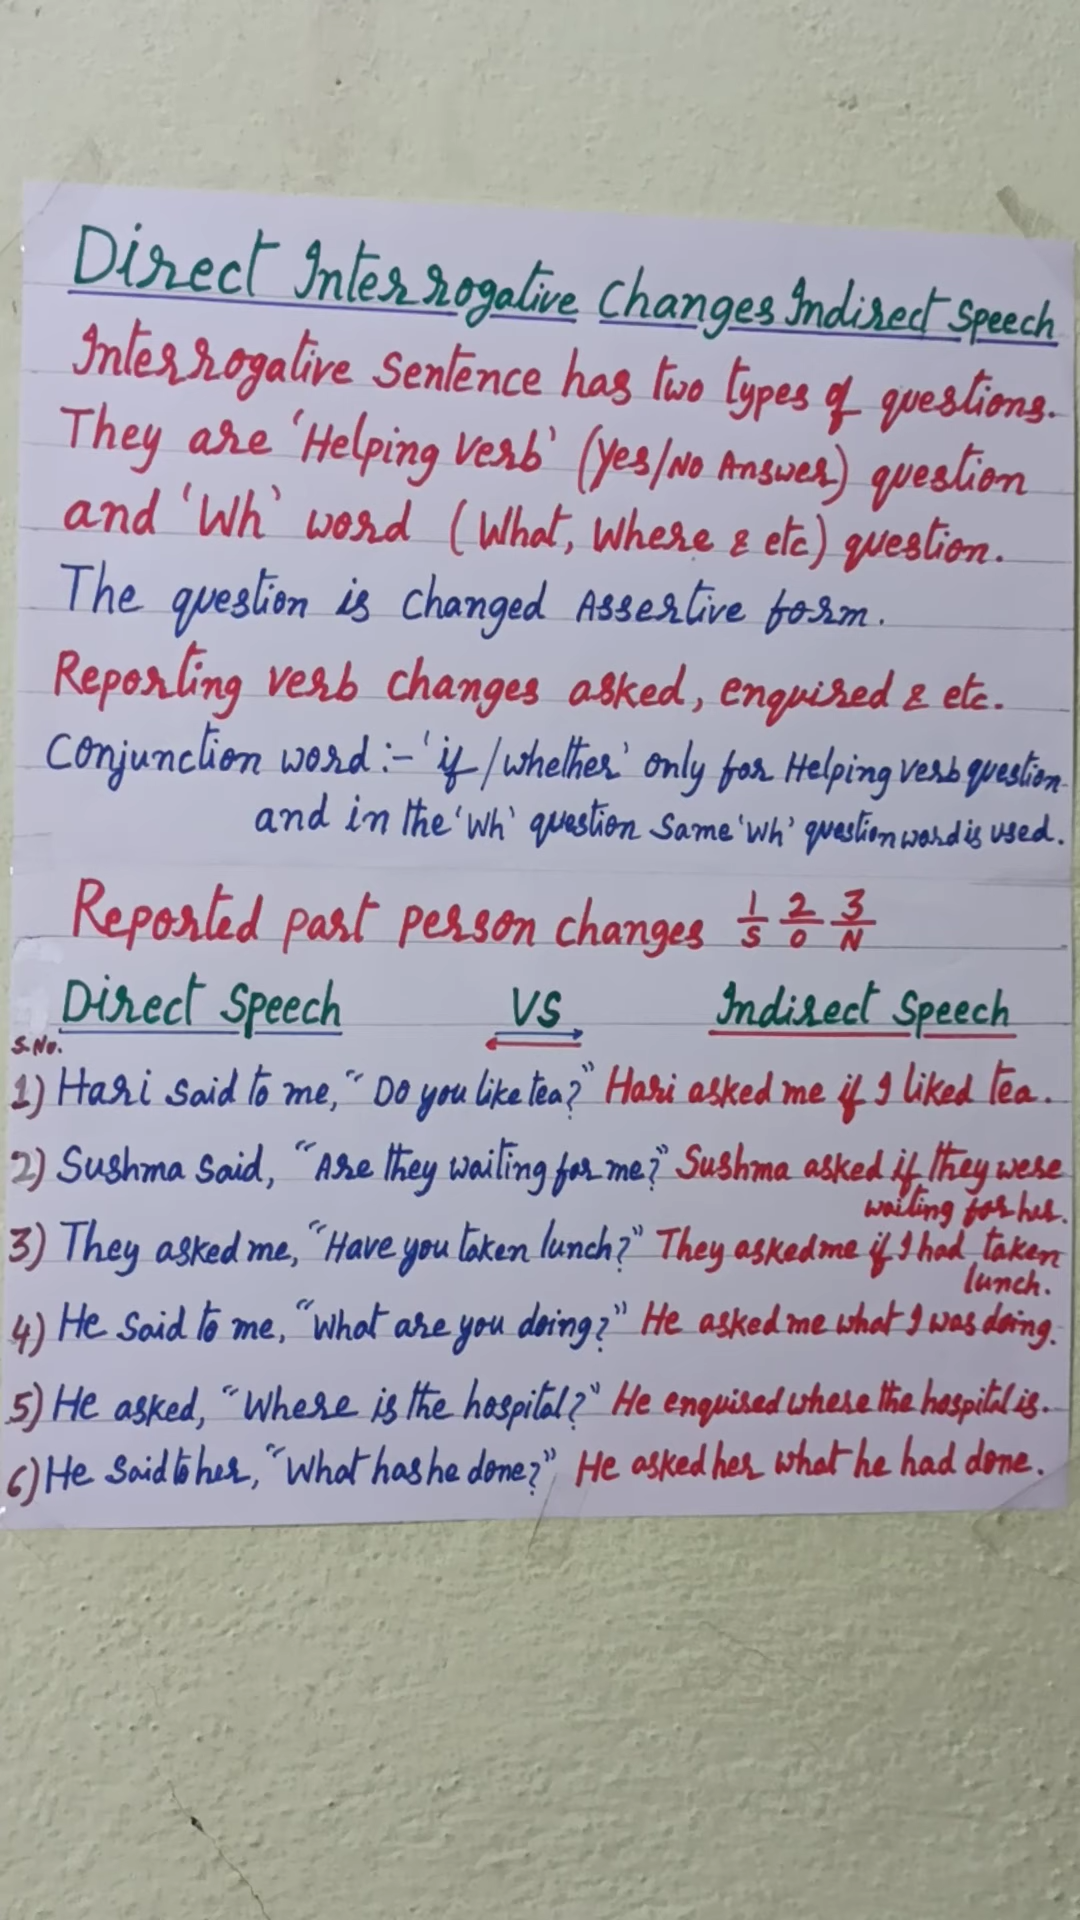 Direct Interrogative Changes Indirect Speech
Interrogative Sentence has two types of questions.
They are 'Helping verb' (Yes/No Answer) question
and 'Wh' word (What, Where & etc) question.
The question is changed Assertive form.
Reporting verb changes asked, enquired & etc.
Conjunction word :- 'if/whether' only for Helping verb question
and in the 'Wh' question Same 'Wh' question word is used.
Reported part person changes 1/S 2/O 3/N
Direct Speech VS Indirect Speech
S.No.
1) Hari Said to me, "Do you like tea?" Hari asked me if I liked tea.
2) Sushma Said, "Are they waiting for me?" Sushma asked if they were
waiting for her.
3) They asked me, "Have you taken lunch?" They asked me if I had taken
lunch.
4) He Said to me, "What are you doing?" He asked me what I was doing.
5) He asked, "Where is the hospital?" He enquired where the hospital is.
6) He Said to her, "What has he done?" He asked her what he had done.